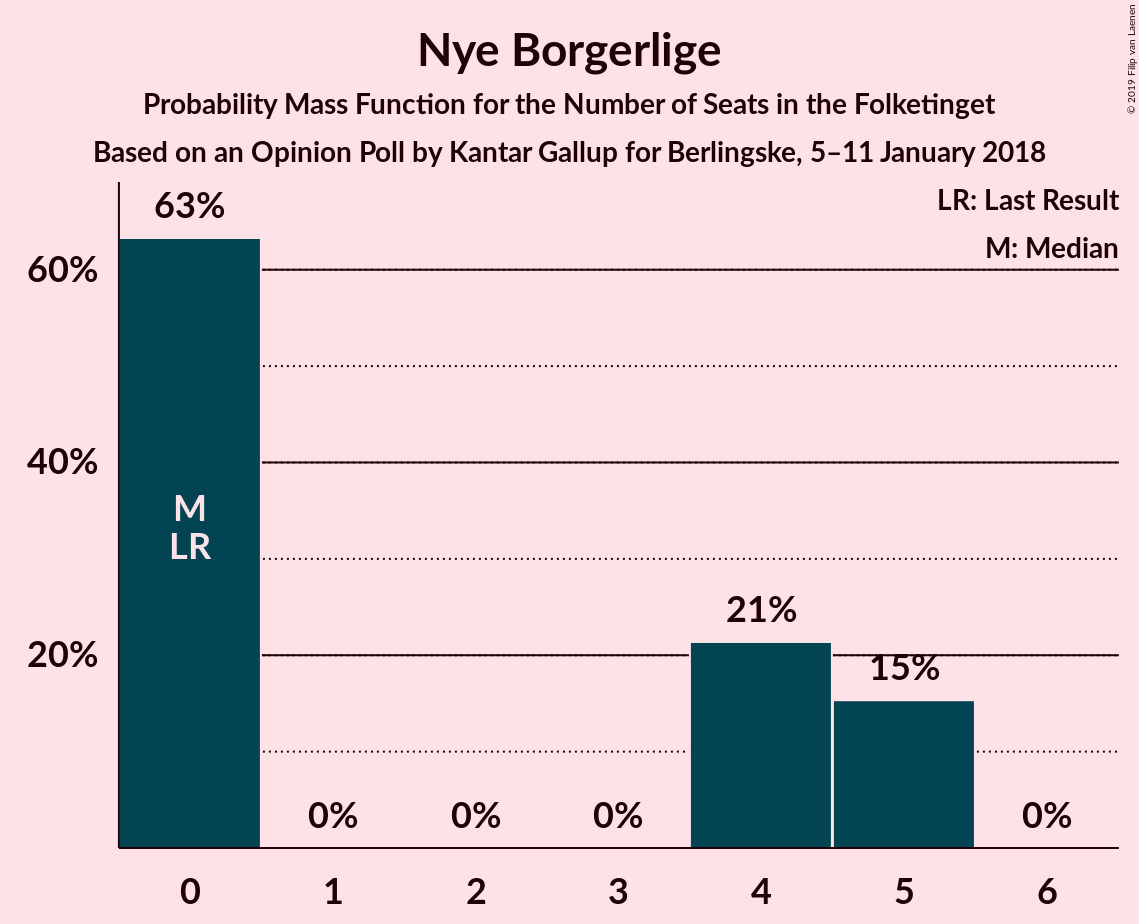 Nye Borgerlige
Probability Mass Function for the Number of Seats in the Folketinget
Based on an Opinion Poll by Kantar Gallup for Berlingske, 5–11 January 2018
© 2019 Filip van Laenen
LR: Last Result
M: Median
63%
60%
40%
M
LR
21%
20%
15%
0%
0%
0%
0%
0
1
2
3
4
5
6